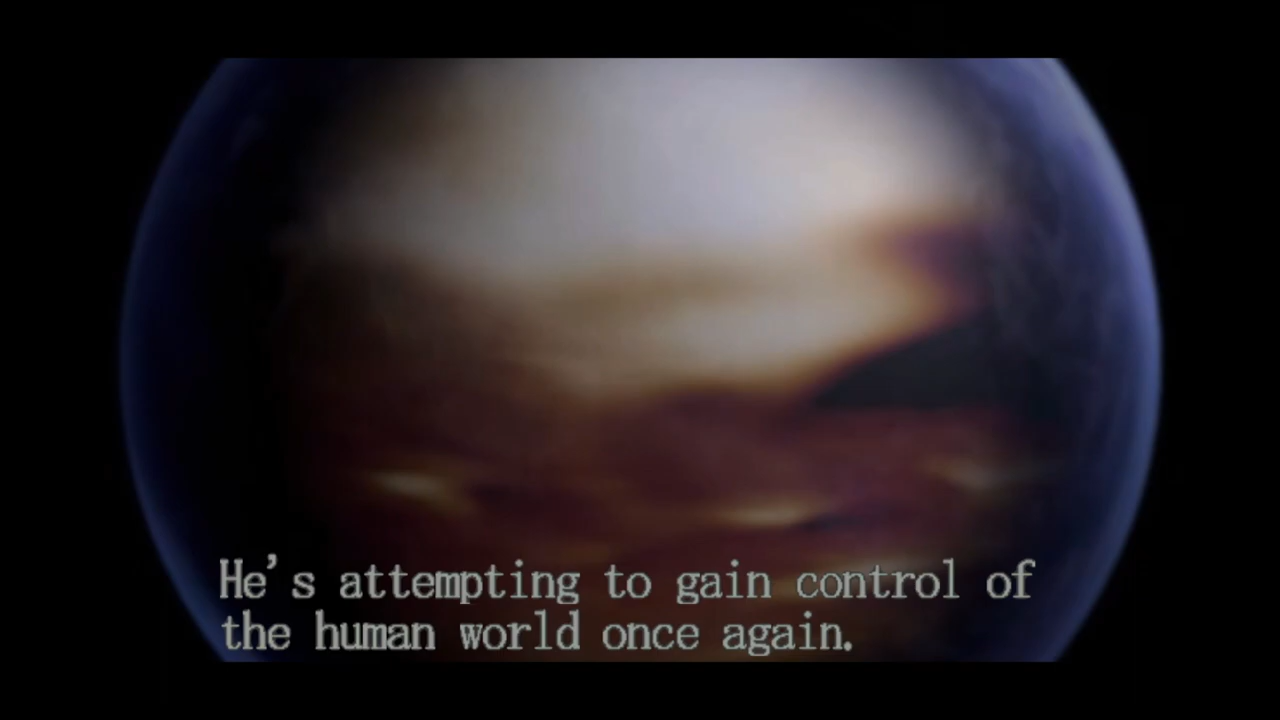 He's attempting to gain control of
the human world once again.